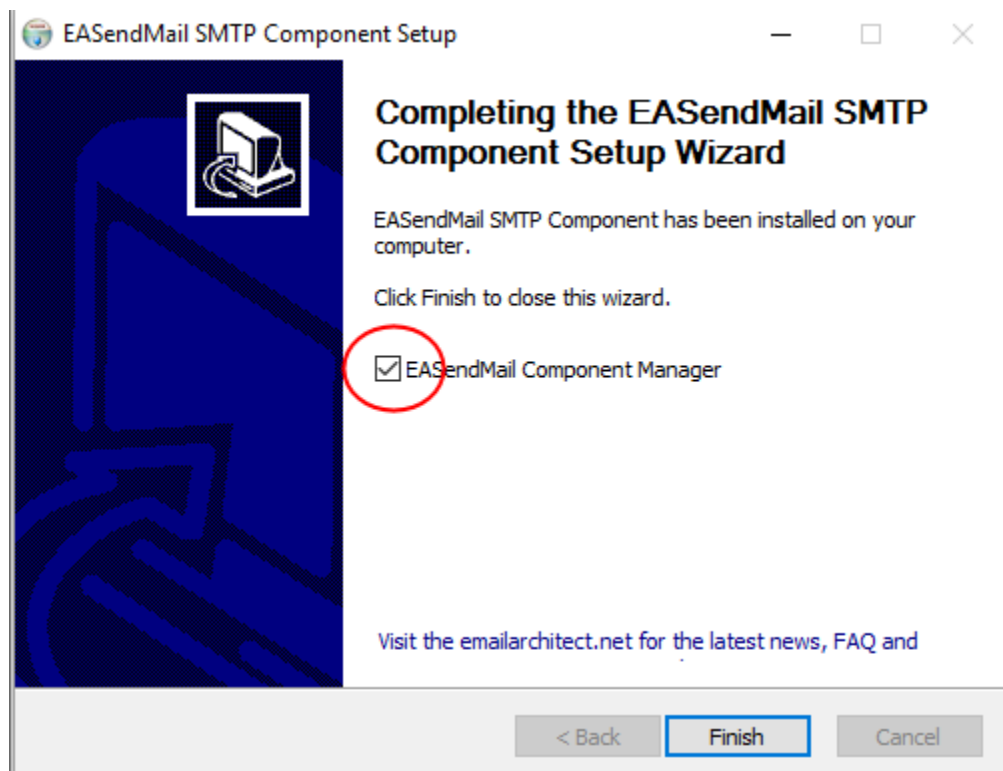 EASendMail SMTP Component Setup
Completing the EASendMail SMTP
Component Setup Wizard
EASendMail SMTP Component has been installed on your
computer.
Click Finish to close this wizard.
EASendMail Component Manager
Visit the emailarchitect.net for the latest news, FAQ and
< Back
Finish
Cancel